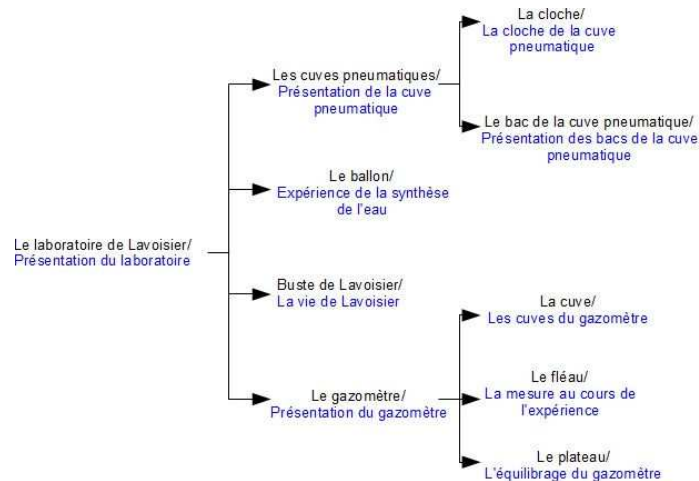 Le laboratoire de Lavoisier/
Présentation du laboratoire
Les cuves pneumatiques/
Présentation de la cuve
pneumatique
La cloche/
La cloche de la cuve
pneumatique
Le bac de la cuve pneumatique/
Présentation des bacs de la cuve
pneumatique
Le ballon/
Expérience de la synthèse
de l'eau
Buste de Lavoisier/
La vie de Lavoisier
Le gazomètre/
Présentation du gazomètre
La cuve/
Les cuves du gazomètre
Le fléau/
La mesure au cours de
l'expérience
Le plateau/
L'équilibrage du gazomètre